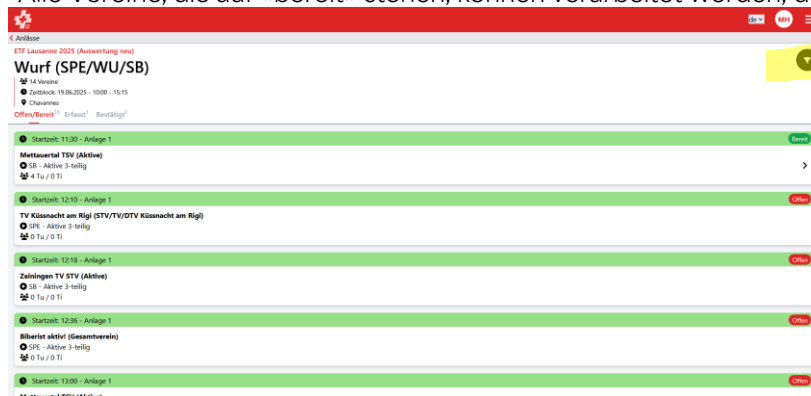 Alle Vereine, die auf «bereit» stehen, können verarbeitet werden, d
de
MH
< Anlässe
ETF Lausanne 2025 (Auswertung neu)
Wurf (SPE/WU/SB)
14 Vereine
Zeitblock: 19.06.2025 - 10:00 - 15:15
Chavannes
Offen/Bereit Erfasst Bestätigt
Startzeit: 11:30 - Anlage 1 Bereit
Mettauertal TSV (Aktive)
SB - Aktive 3-teilig
4 Tu / 0 Ti
Startzeit: 12:10 - Anlage 1 Offen
TV Küssnacht am Rigi (STV/TV/DTV Küssnacht am Rigi)
SPE - Aktive 3-teilig
0 Tu / 0 Ti
Startzeit: 12:18 - Anlage 1 Offen
Zeiningen TV STV (Aktive)
SB - Aktive 3-teilig
0 Tu / 0 Ti
Startzeit: 12:36 - Anlage 1 Offen
Biberist aktiv! (Gesamtverein)
SPE - Aktive 3-teilig
0 Tu / 0 Ti
Startzeit: 13:00 - Anlage 1 Offen
Mettauertal TSV (Aktive)